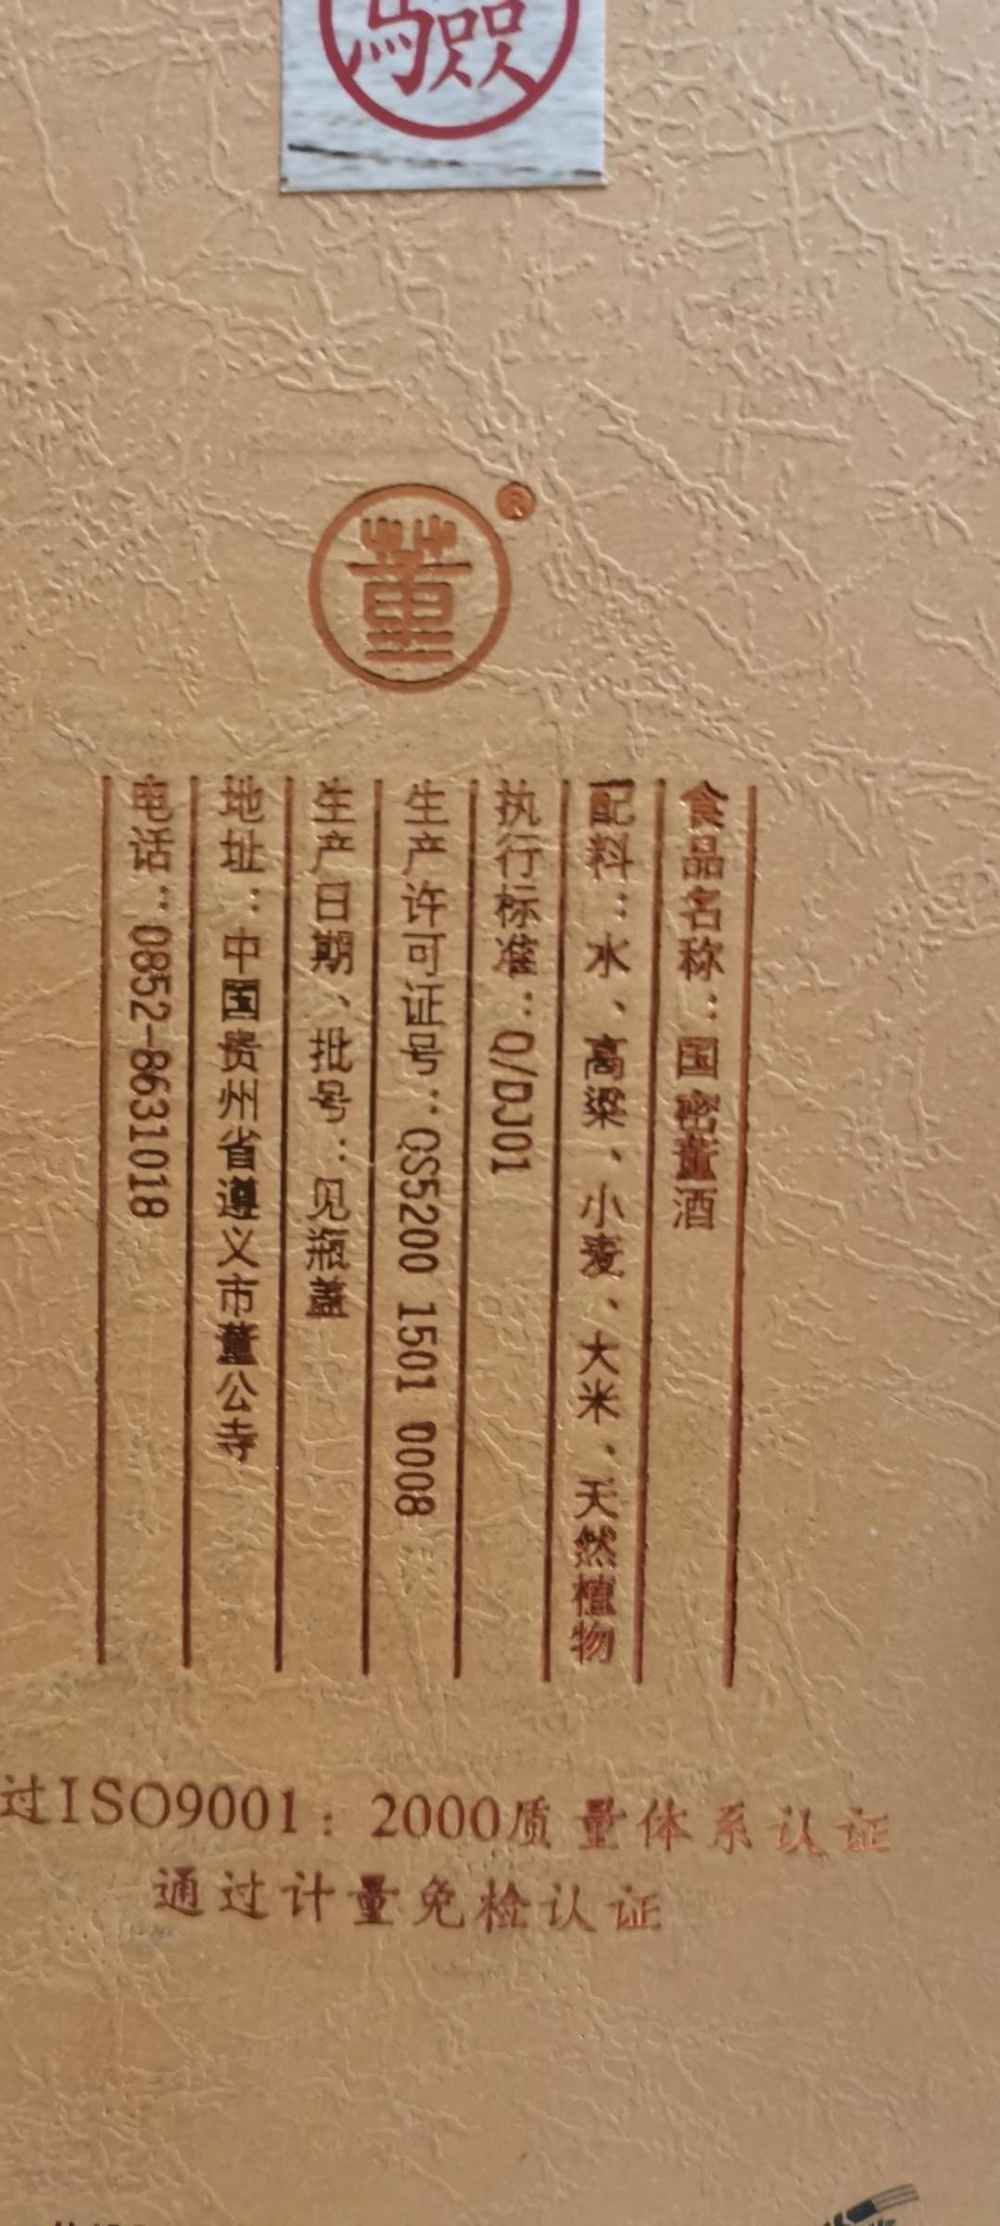 董
®
食品名称：国密董酒
配料：水、高粱、小麦、大米、天然植物
执行标准：Q/DJ01
生产许可证号：QS5200 1501 0008
生产日期、批号：见瓶盖
地址：中国贵州省遵义市董公寺
电话：0852-8631018
过ISO9001：2000质量体系认证
通过计量免检认证